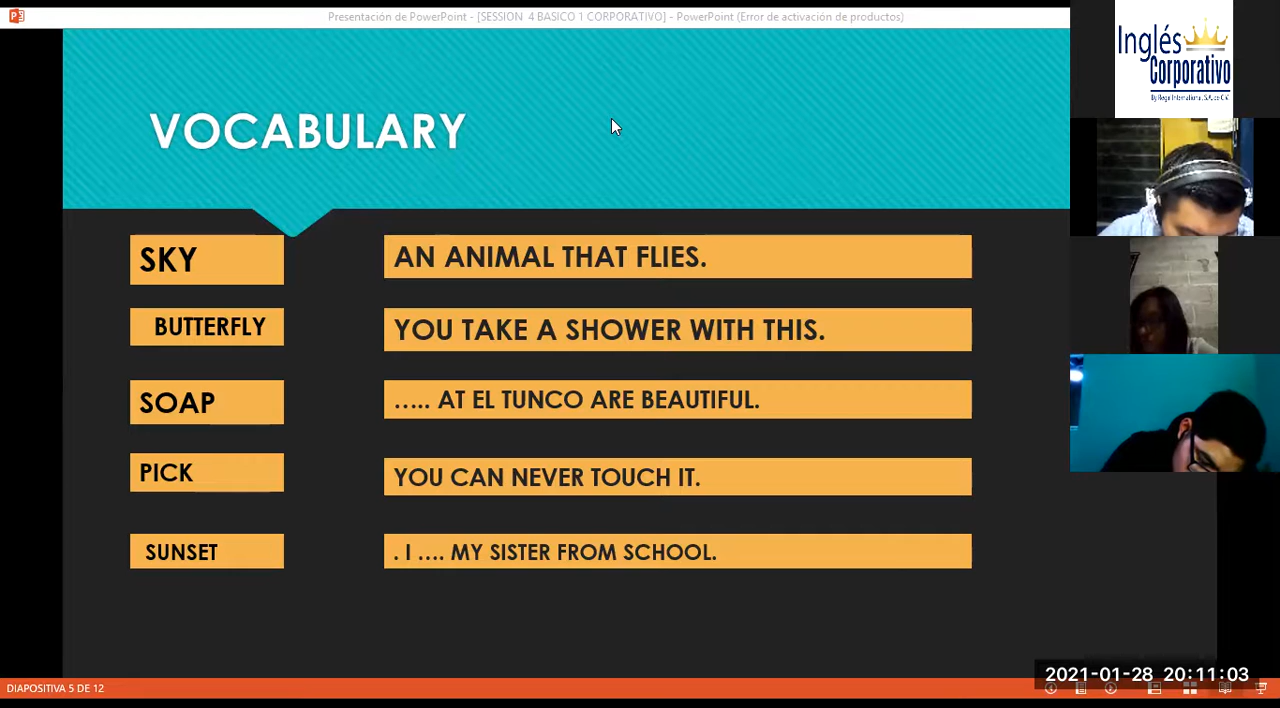 Presentación de PowerPoint - [SESSION 4 BASICO 1 CORPORATIVO] - PowerPoint (Error de activación de productos)
Inglés
Corporativo
VOCABULARY
SKY
AN ANIMAL THAT FLIES.
BUTTERFLY
YOU TAKE A SHOWER WITH THIS.
SOAP
..... AT EL TUNCO ARE BEAUTIFUL.
PICK
YOU CAN NEVER TOUCH IT.
SUNSET
. I .... MY SISTER FROM SCHOOL.
2021-01-28 20:11:03
DIAPOSITIVA 5 DE 12